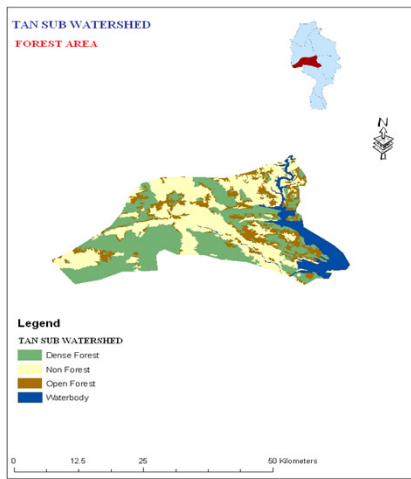 TAN SUB WATERSHED
FOREST AREA
N
Legend
TAN SUB WATERSHED
Dense Forest
Non Forest
Open Forest
Waterbody
0 12.5 25 50 Kilometers